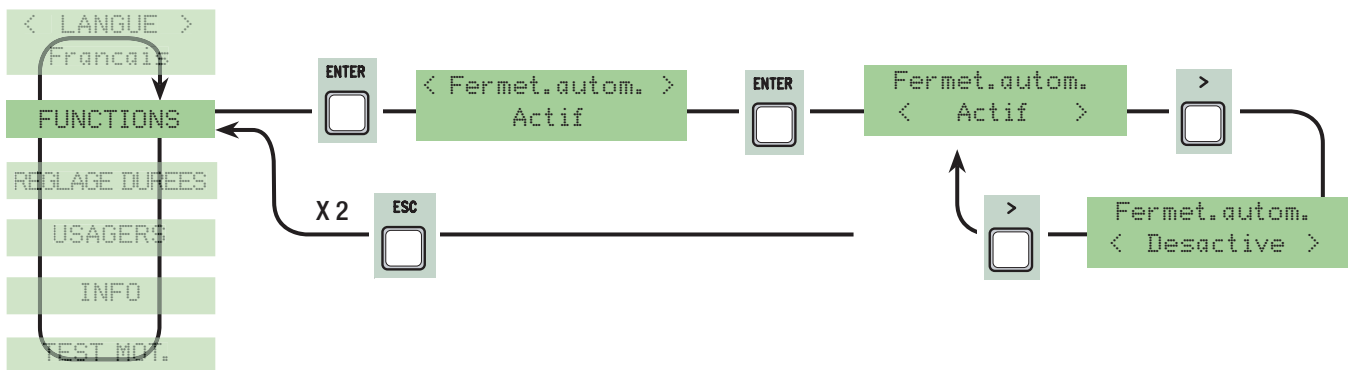 < LANGUE >
Francais
FUNCTIONS
REGLAGE DUREES
USAGERS
INFO
TEST MOT.
ENTER
< Fermet.autom. >
Actif
ENTER
Fermet.autom.
< Actif >
>
Fermet.autom.
< Desactive >
>
X 2
ESC